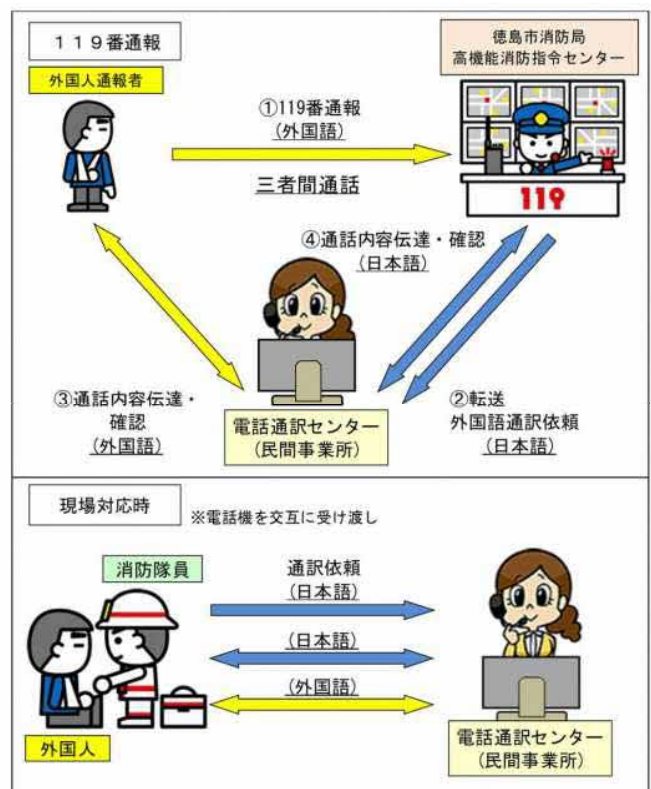 １１９番通報
外国人通報者
徳島市消防局
高機能消防指令センター
①119番通報
(外国語)
三者間通話
119
④通話内容伝達・確認
(日本語)
③通話内容伝達・
確認
(外国語)
電話通訳センター
(民間事業所)
②転送
外国語通訳依頼
(日本語)
現場対応時
※電話機を交互に受け渡し
消防隊員
通訳依頼
(日本語)
(日本語)
(外国語)
外国人
電話通訳センター
(民間事業所)